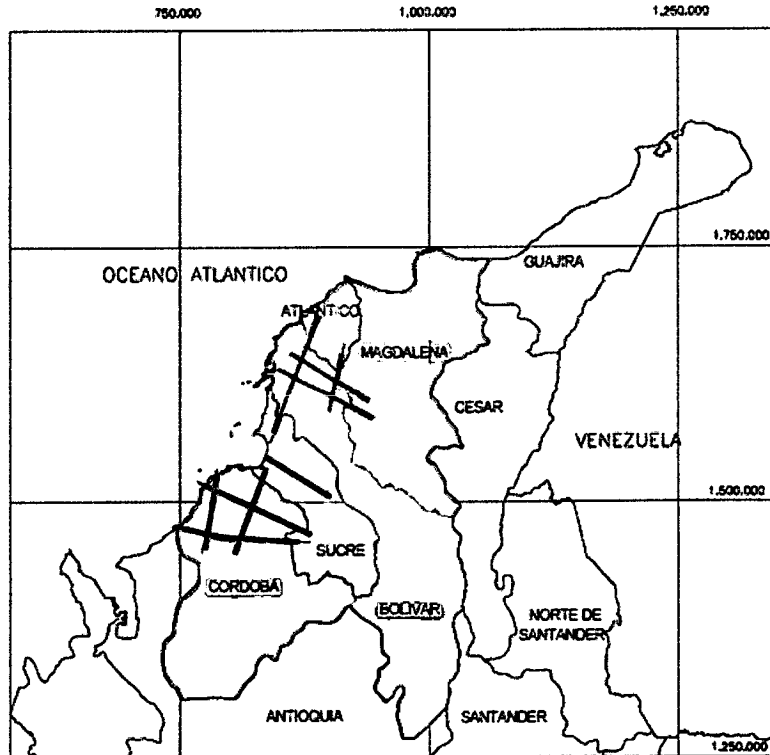 750.000
1,000.000
1,250.000
1.750.000
GUAJIRA
OCEANO ATLANTICO
ATLANTICO
MAGDALENA
CESAR
VENEZUELA
1.500.000
SUCRE
CORDOBA
BOLIVAR
NORTE DE
SANTANDER
ANTIOQUIA
SANTANDER
1.250.000